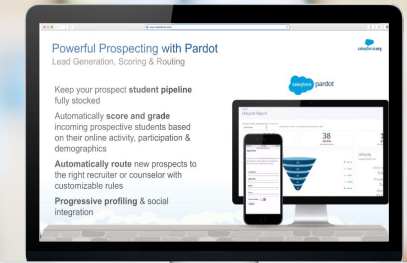 Powerful Prospecting with Pardot
Lead Generation, Scoring & Routing
salesforce.org
Keep your prospect student pipeline
fully stocked
Automatically score and grade
incoming prospective students based
on their online activity, participation &
demographics
Automatically route new prospects to
the right recruiter or counselor with
customizable rules
Progressive profiling & social
integration
salesforce pardot
Lifecycle Report
38